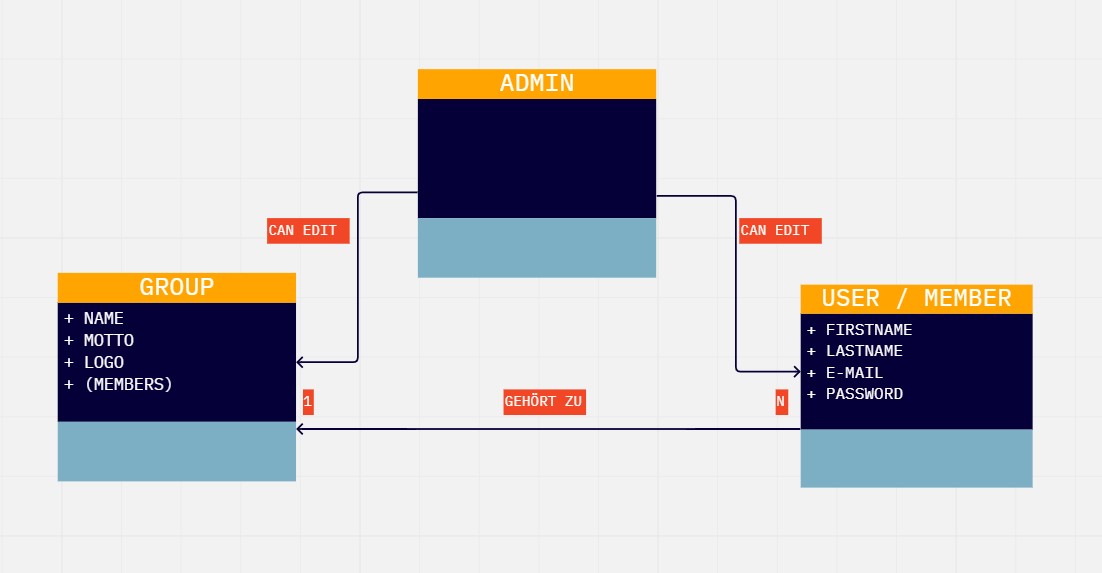 ADMIN
CAN EDIT
CAN EDIT
GROUP
+ NAME
+ MOTTO
+ LOGO
+ (MEMBERS)
USER / MEMBER
+ FIRSTNAME
+ LASTNAME
+ E-MAIL
+ PASSWORD
1
GEHÖRT ZU
N